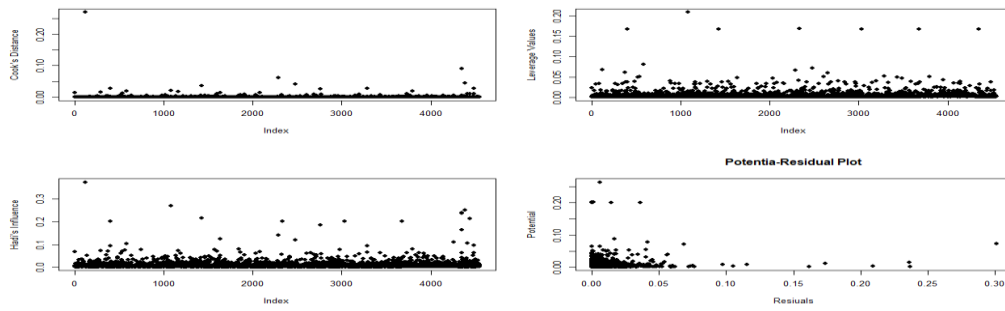 Cook's Distance
0.00 0.10 0.20
0 1000 2000 3000 4000
Index
Leverage Values
0.00 0.05 0.10 0.15 0.20
0 1000 2000 3000 4000
Index
Hadi's Influence
0.0 0.1 0.2 0.3
0 1000 2000 3000 4000
Index
Potentia-Residual Plot
Potential
0.00 0.10 0.20
0.00 0.05 0.10 0.15 0.20 0.25 0.30
Resiuals